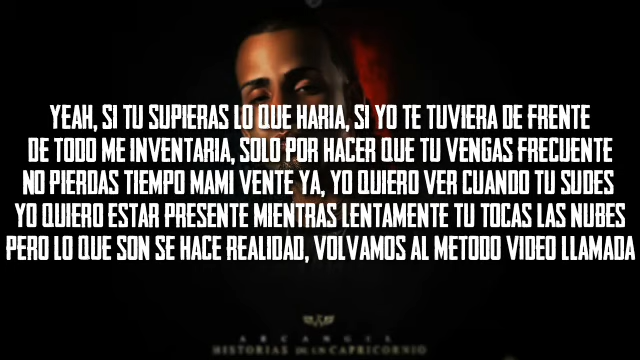 YEAH, SI TU SUPIERAS LO QUE HARIA, SI YO TE TUVIERA DE FRENTE
DE TODO ME INVENTARIA, SOLO POR HACER QUE TU VENGAS FRECUENTE
NO PIERDAS TIEMPO MAMI VENTE YA, YO QUIERO VER CUANDO TU SUDES
YO QUIERO ESTAR PRESENTE MIENTRAS LENTAMENTE TU TOCAS LAS NUBES
PERO LO QUE SON SE HACE REALIDAD, VOLVAMOS AL METODO VIDEO LLAMADA
ARCANGEL
HISTORIAS DE UN CAPRICORNIO